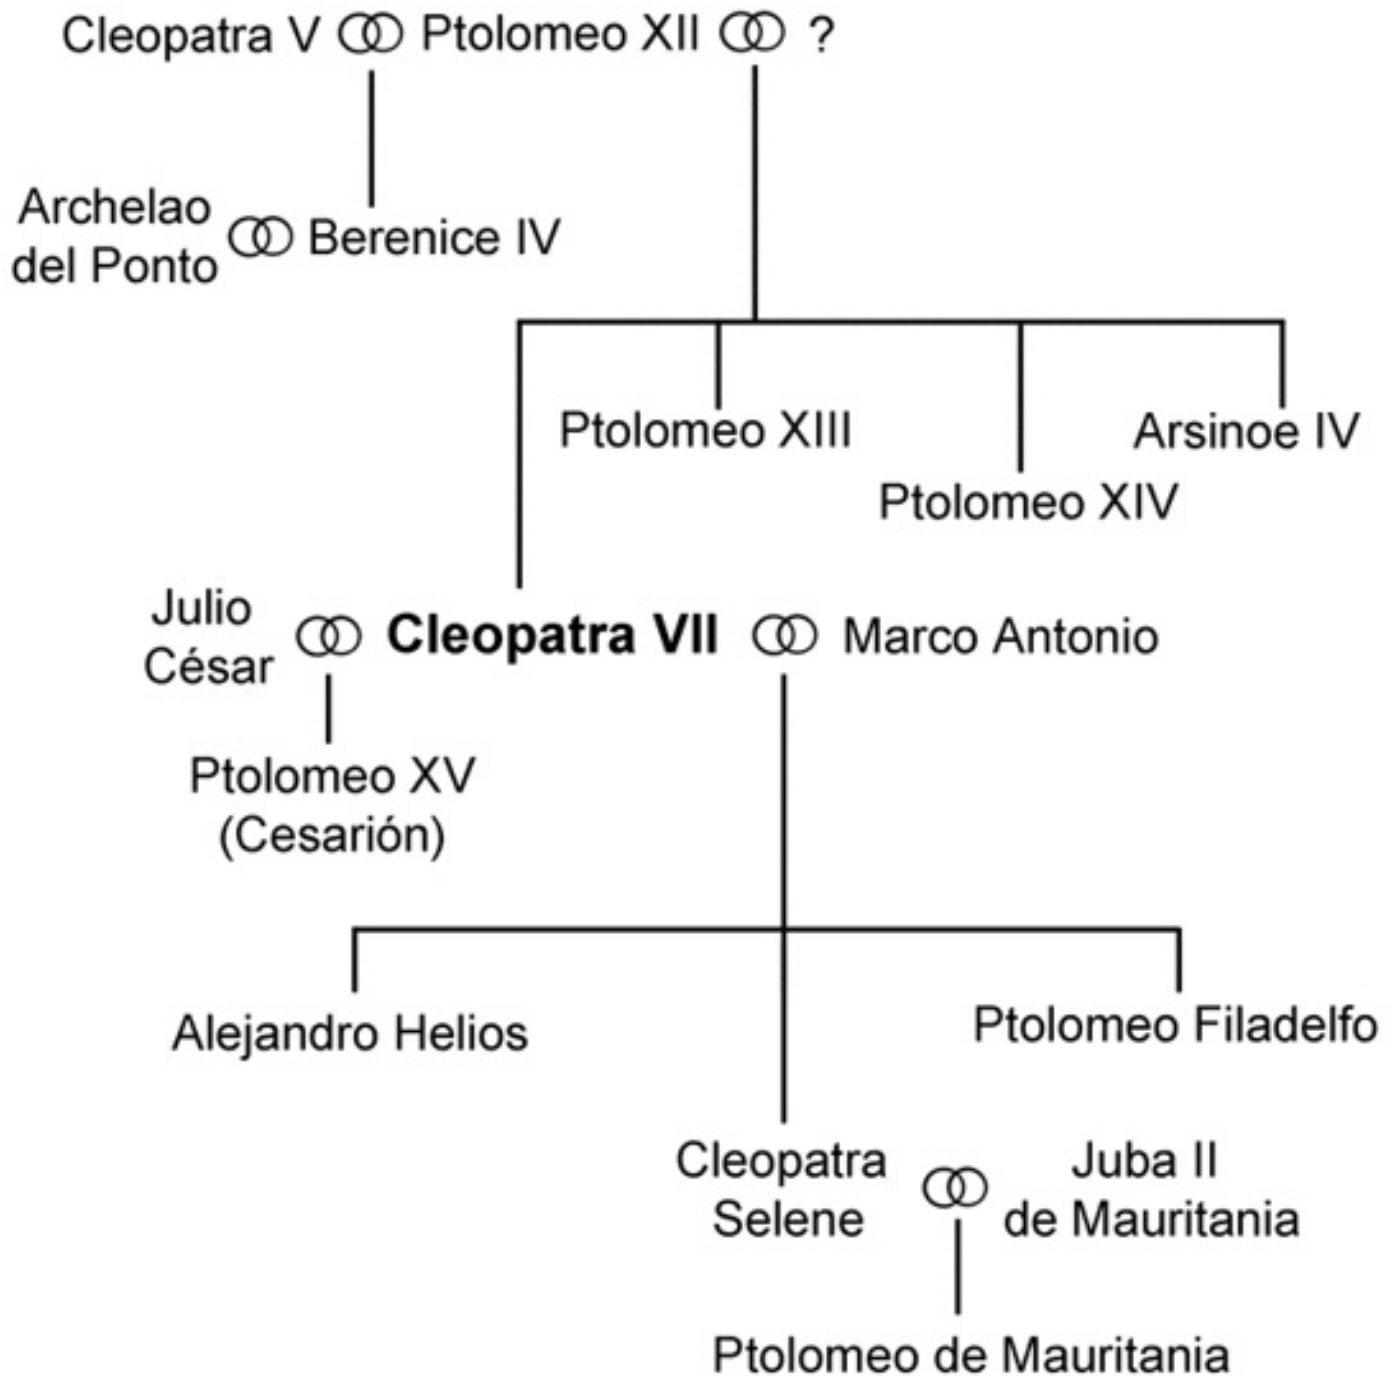 Cleopatra V Ptolomeo XII ?
Archelao
del Ponto
Berenice IV
Ptolomeo XIII
Arsinoe IV
Ptolomeo XIV
Julio
César
Cleopatra VII
Marco Antonio
Ptolomeo XV
(Cesarión)
Alejandro Helios
Ptolomeo Filadelfo
Cleopatra
Selene
Juba II
de Mauritania
Ptolomeo de Mauritania